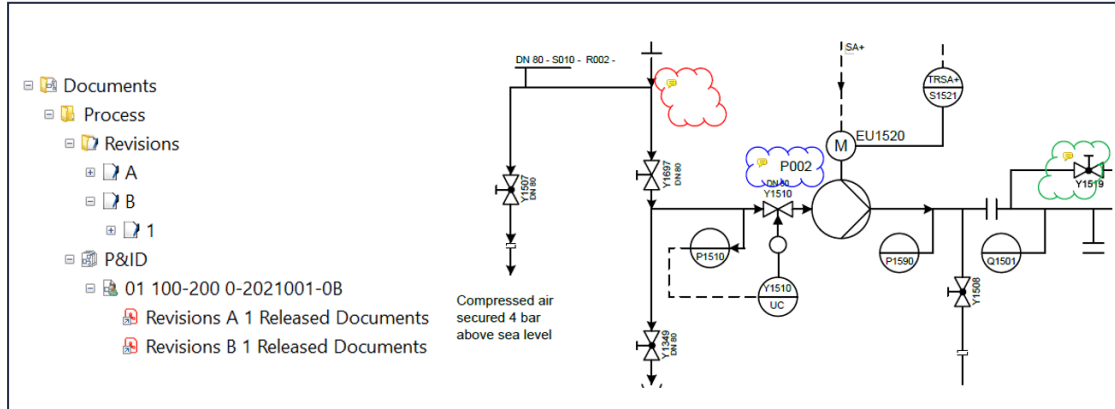 Documents
Process
Revisions
A
B
1
P&ID
01 100-200 0-2021001-0B
Revisions A 1 Released Documents
Revisions B 1 Released Documents
DN 80 - S010 - R002 -
SA+
TRSA+
S1521
M
EU1520
P002
DN 80
Y1510
Y1519
Y1507
DN 80
Y1697
DN 80
P1510
P1590
Q1501
Y1510
UC
Y1508
Compressed air
secured 4 bar
above sea level
Y1349
DN 80